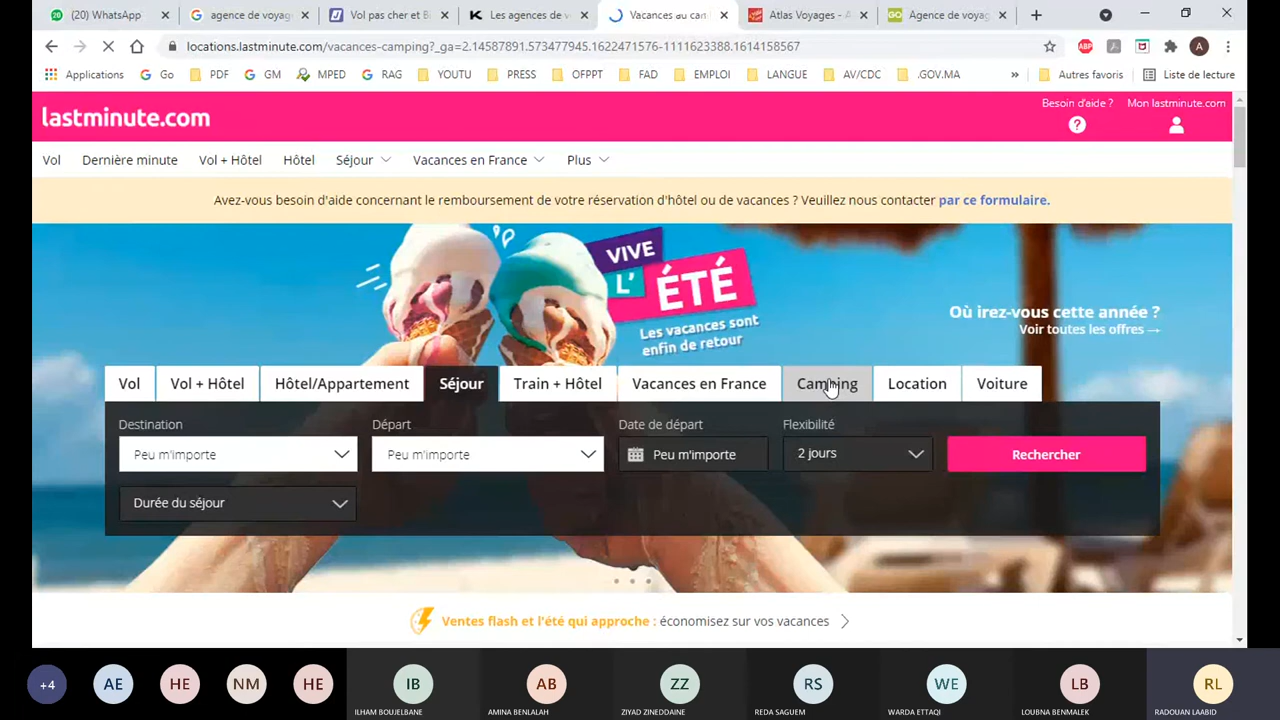 (20) WhatsApp
agence de voyag
Vol pas cher et B
Les agences de v
Vacances au cam
Atlas Voyages - A
GO Agence de voyag
locations.lastminute.com/vacances-camping?_ga=2.14587891.573477945.1622471576-1111623388.1614158567
ABP
A
Applications
Go
PDF
GM
MPED
RAG
YOUTU
PRESS
OFPPT
FAD
EMPLOI
LANGUE
AV/CDC
.GOV.MA
»
Autres favoris
Liste de lecture
lastminute.com
Besoin d'aide ?
Mon lastminute.com
Vol
Dernière minute
Vol + Hôtel
Hôtel
Séjour
Vacances en France
Plus
Avez-vous besoin d'aide concernant le remboursement de votre réservation d'hôtel ou de vacances ? Veuillez nous contacter par ce formulaire.
VIVE
L'
ÉTÉ
Les vacances sont
enfin de retour
Où irez-vous cette année ?
Voir toutes les offres →
Vol
Vol + Hôtel
Hôtel/Appartement
Séjour
Train + Hôtel
Vacances en France
Camping
Location
Voiture
Destination
Départ
Date de départ
Flexibilité
Peu m'importe
Peu m'importe
Peu m'importe
2 jours
Rechercher
Durée du séjour
Ventes flash et l'été qui approche : économisez sur vos vacances
+4
AE
HE
NM
HE
IB
ILHAM BOUJELBANE
AB
AMINA BENLALAH
ZZ
ZIYAD ZINEDDAINE
RS
REDA SAGUEM
WE
WARDA ETTAQI
LB
LOUBNA BENMALEK
RL
RADOUAN LAABID